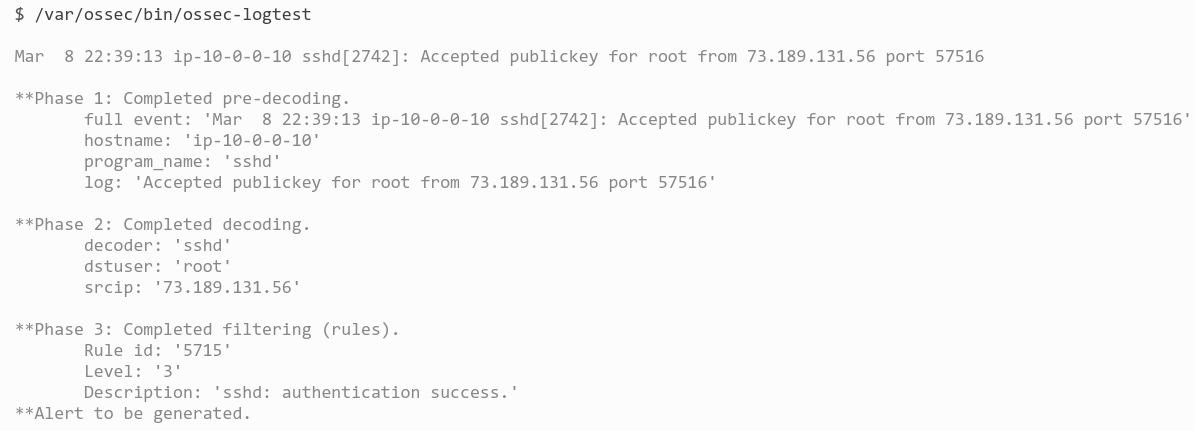 $ /var/ossec/bin/ossec-logtest
Mar  8 22:39:13 ip-10-0-0-10 sshd[2742]: Accepted publickey for root from 73.189.131.56 port 57516
**Phase 1: Completed pre-decoding.
       full event: 'Mar  8 22:39:13 ip-10-0-0-10 sshd[2742]: Accepted publickey for root from 73.189.131.56 port 57516'
       hostname: 'ip-10-0-0-10'
       program_name: 'sshd'
       log: 'Accepted publickey for root from 73.189.131.56 port 57516'
**Phase 2: Completed decoding.
       decoder: 'sshd'
       dstuser: 'root'
       srcip: '73.189.131.56'
**Phase 3: Completed filtering (rules).
       Rule id: '5715'
       Level: '3'
       Description: 'sshd: authentication success.'
**Alert to be generated.